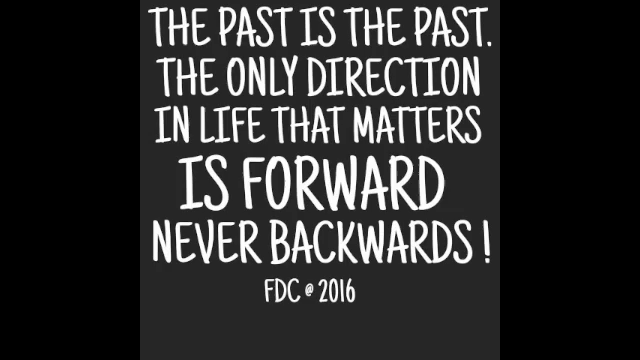 THE PAST IS THE PAST.
THE ONLY DIRECTION
IN LIFE THAT MATTERS
IS FORWARD
NEVER BACKWARDS !
FDC @ 2016